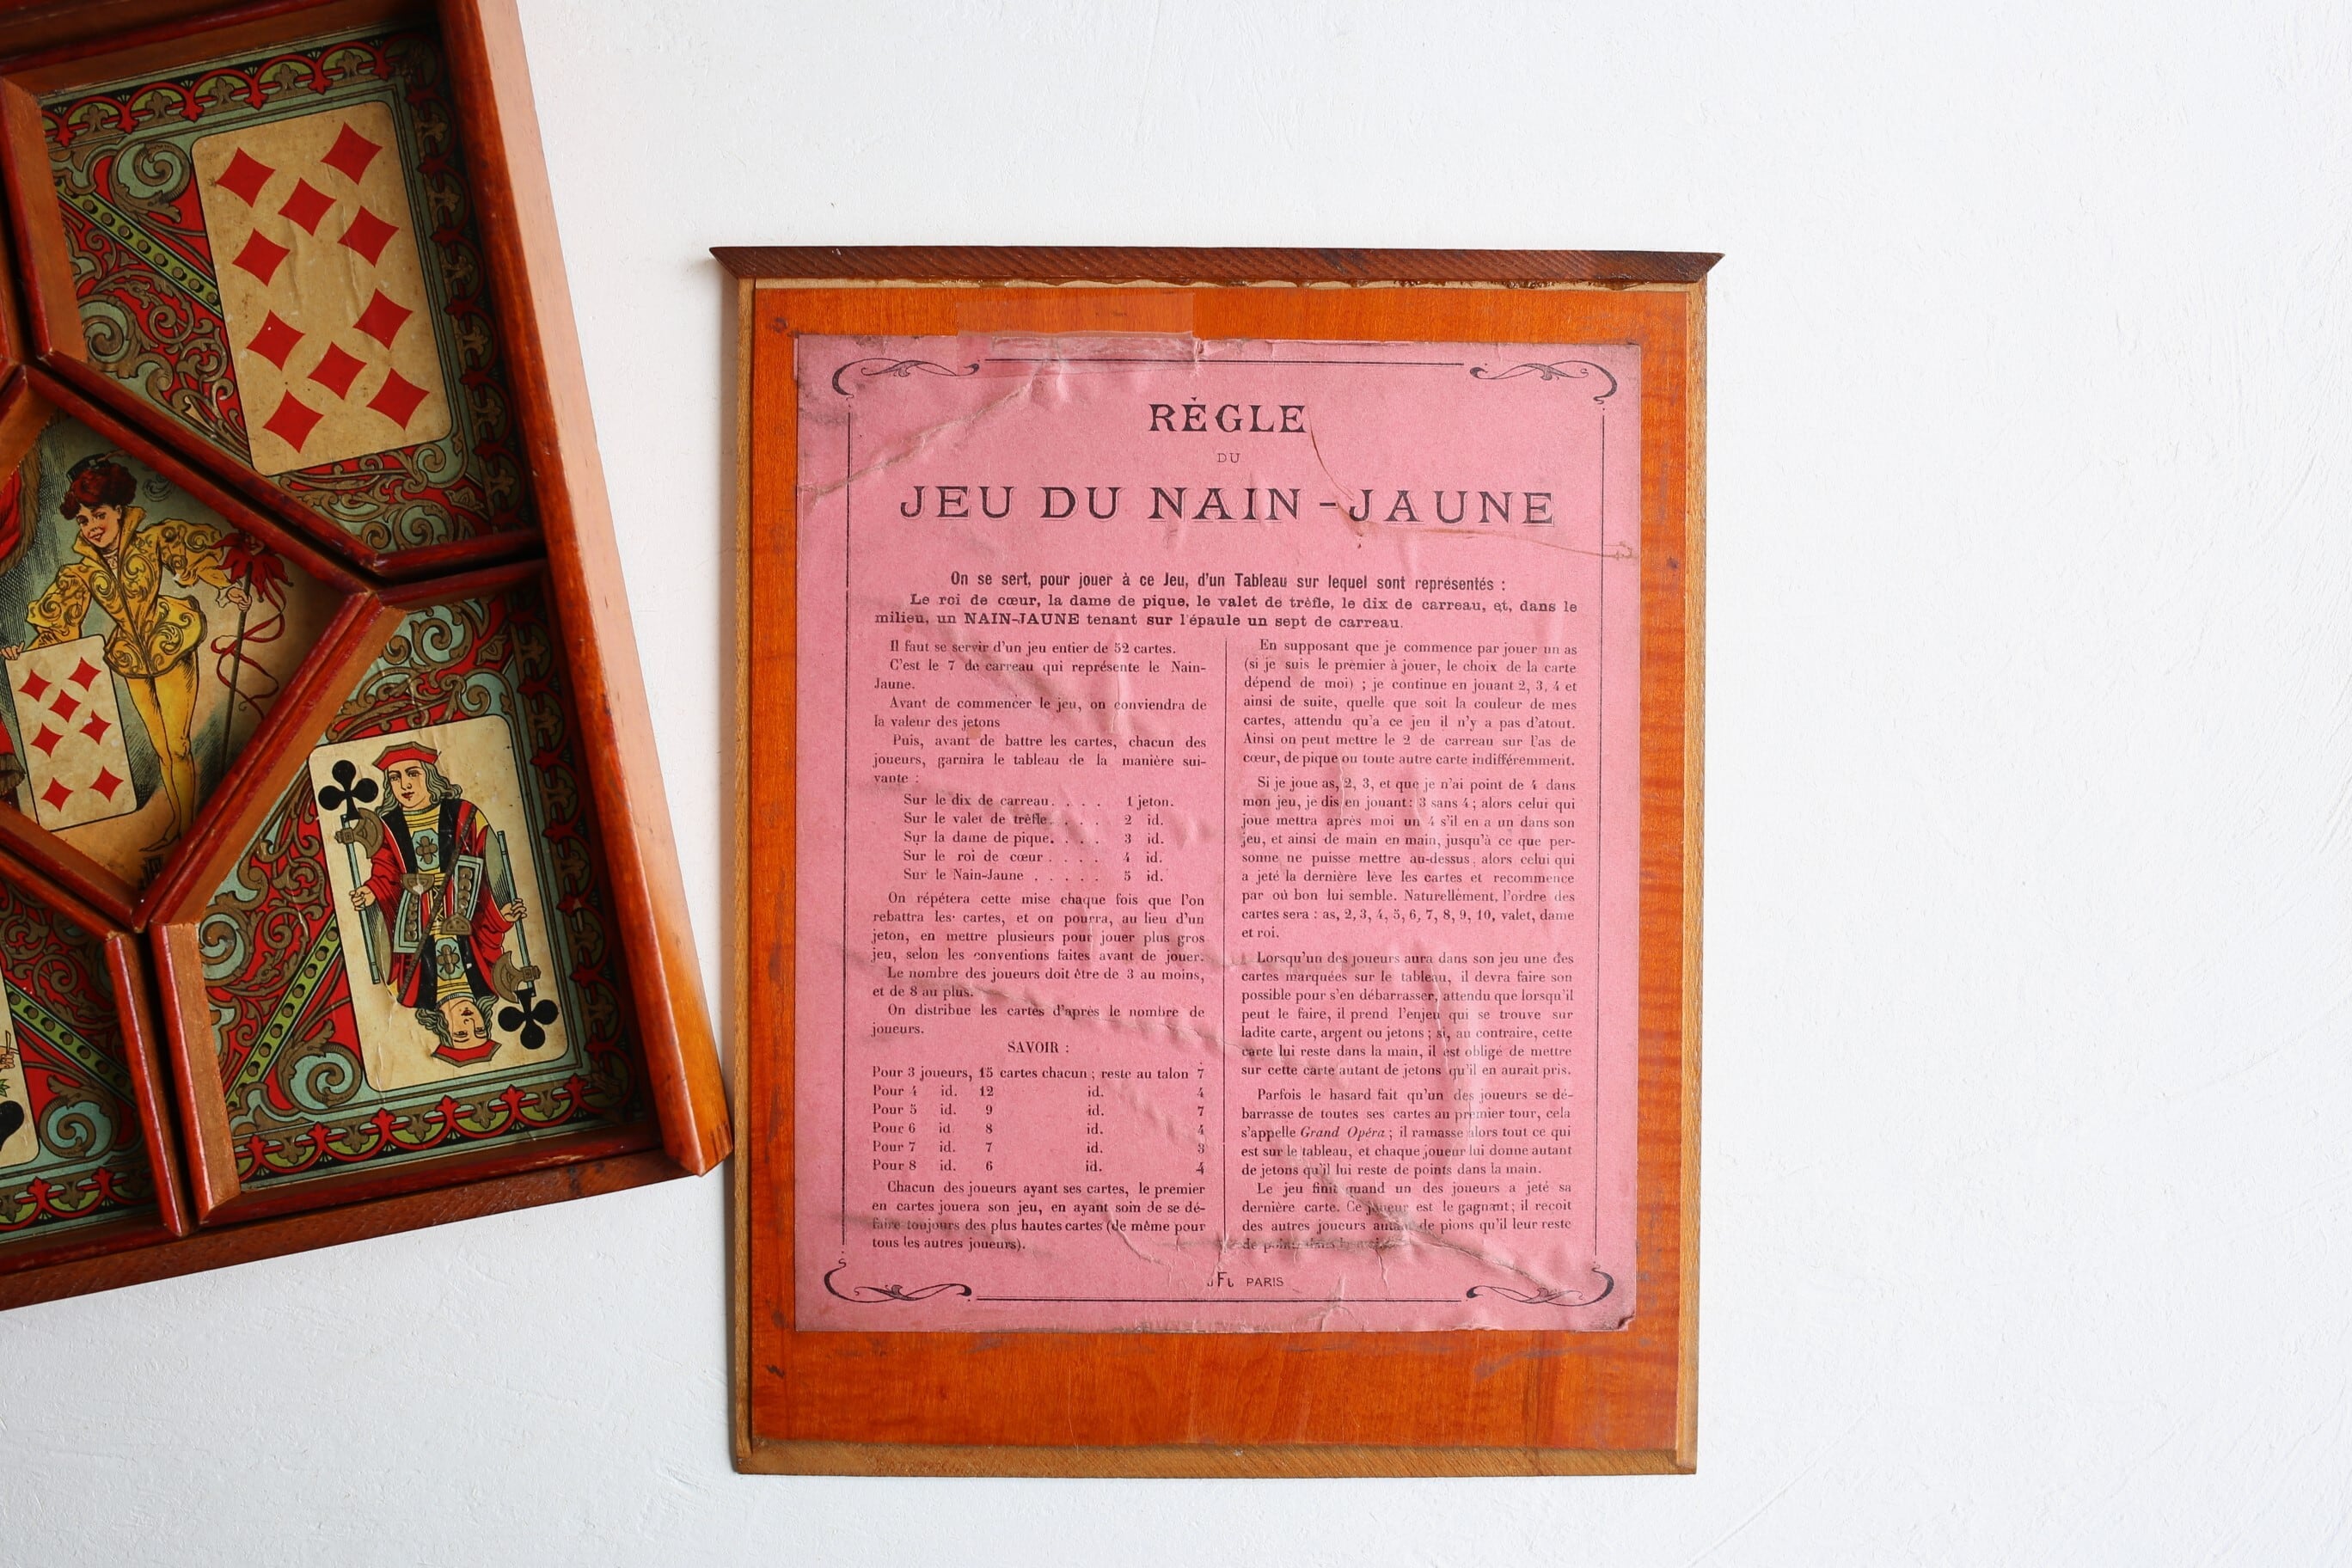 RÈGLE
DU
JEU DU NAIN-JAUNE
On se sert, pour jouer à ce Jeu, d'un Tableau sur lequel sont représentés :
Le roi de cœur, la dame de pique, le valet de trèfle, le dix de carreau, et, dans le
milieu, un NAIN-JAUNE tenant sur l'épaule un sept de carreau.
Il faut se servir d'un jeu entier de 52 cartes.
C'est le 7 de carreau qui représente le Nain-
Jaune.
Avant de commencer le jeu, on conviendra de
la valeur des jetons
Puis, avant de battre les cartes, chacun des
joueurs, garnira le tableau de la manière sui-
vante :
Sur le dix de carreau. . . . 1 jeton.
Sur le valet de trèfle. . . . 2 id.
Sur la dame de pique. . . . 3 id.
Sur le roi de cœur . . . . 4 id.
Sur le Nain-Jaune . . . . . 5 id.
On répétera cette mise chaque fois que l'on
rebattra les cartes, et on pourra, au lieu d'un
jeton, en mettre plusieurs pour jouer plus gros
jeu, selon les conventions faites avant de jouer.
Le nombre des joueurs doit être de 3 au moins,
et de 8 au plus.
On distribue les cartes d'après le nombre de
joueurs.
SAVOIR :
Pour 3 joueurs, 15 cartes chacun ; reste au talon 7
Pour 4 id. 12 id. 4
Pour 5 id. 9 id. 7
Pour 6 id 8 id. 4
Pour 7 id. 7 id. 3
Pour 8 id. 6 id. 4
Chacun des joueurs ayant ses cartes, le premier
en cartes jouera son jeu, en ayant soin de se dé-
faire toujours des plus hautes cartes (de même pour
tous les autres joueurs).
En supposant que je commence par jouer un as
(si je suis le premier à jouer, le choix de la carte
dépend de moi) ; je continue en jouant 2, 3, 4 et
ainsi de suite, quelle que soit la couleur de mes
cartes, attendu qu'a ce jeu il n'y a pas d'atout.
Ainsi on peut mettre le 2 de carreau sur l'as de
cœur, de pique ou toute autre carte indifféremment.
Si je joue as, 2, 3, et que je n'ai point de 4 dans
mon jeu, je dis en jouant : 3 sans 4 ; alors celui qui
joue mettra après moi un 4 s'il en a un dans son
jeu, et ainsi de main en main, jusqu'à ce que per-
sonne ne puisse mettre au-dessus, alors celui qui
a jeté la dernière lève les cartes et recommence
par où bon lui semble. Naturellement, l'ordre des
cartes sera : as, 2, 3, 4, 5, 6, 7, 8, 9, 10, valet, dame
et roi.
Lorsqu'un des joueurs aura dans son jeu une des
cartes marquées sur le tableau, il devra faire son
possible pour s'en débarrasser, attendu que lorsqu'il
peut le faire, il prend l'enjeu qui se trouve sur
ladite carte, argent ou jetons ; si, au contraire, cette
carte lui reste dans la main, il est obligé de mettre
sur cette carte autant de jetons qu'il en aurait pris.
Parfois le hasard fait qu'un des joueurs se dé-
barrasse de toutes ses cartes au premier tour, cela
s'appelle Grand Opéra ; il ramasse alors tout ce qui
est sur le tableau, et chaque joueur lui donne autant
de jetons qu'il lui reste de points dans la main.
Le jeu finit quand un des joueurs a jeté sa
dernière carte. Ce joueur est le gagnant ; il reçoit
des autres joueurs autant de pions qu'il leur reste
de
PARIS